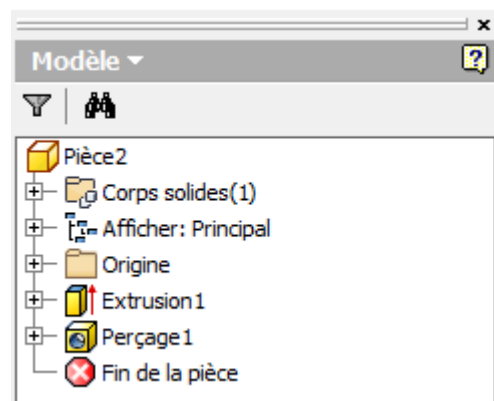 Modèle
Pièce2
Corps solides(1)
Afficher: Principal
Origine
Extrusion1
Perçage1
Fin de la pièce